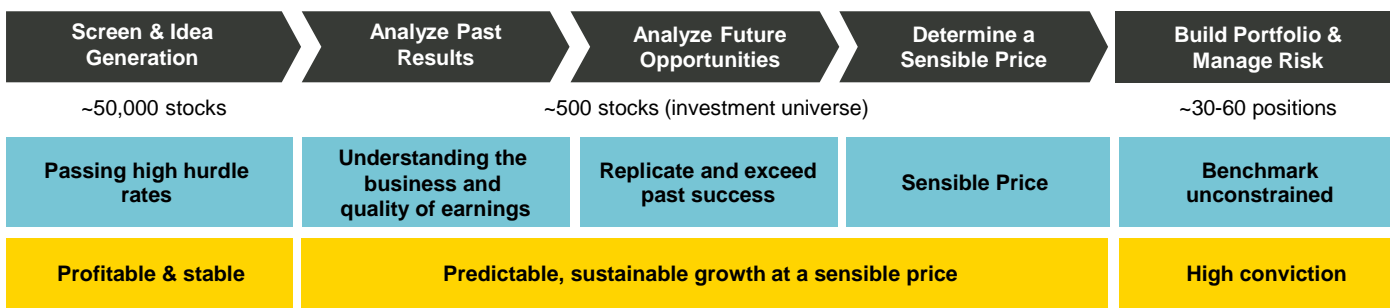 Screen & Idea
Generation
Analyze Past
Results
Analyze Future
Opportunities
Determine a
Sensible Price
Build Portfolio &
Manage Risk
~50,000 stocks
~500 stocks (investment universe)
~30-60 positions
Passing high hurdle
rates
Understanding the
business and
quality of earnings
Replicate and exceed
past success
Sensible Price
Benchmark
unconstrained
Profitable & stable
Predictable, sustainable growth at a sensible price
High conviction